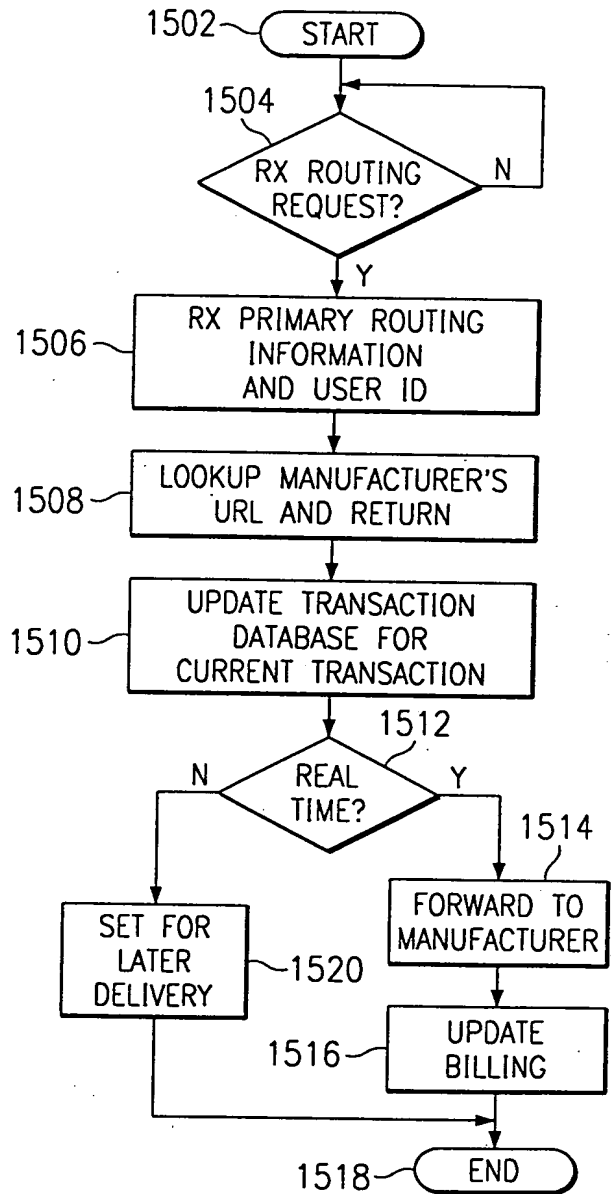 1502
START
1504
RX ROUTING
REQUEST?
N
Y
1506
RX PRIMARY ROUTING
INFORMATION
AND USER ID
1508
LOOKUP MANUFACTURER'S
URL AND RETURN
1510
UPDATE TRANSACTION
DATABASE FOR
CURRENT TRANSACTION
1512
N
REAL
TIME?
Y
1514
FORWARD TO
MANUFACTURER
SET FOR
LATER
DELIVERY
1520
1516
UPDATE
BILLING
1518
END